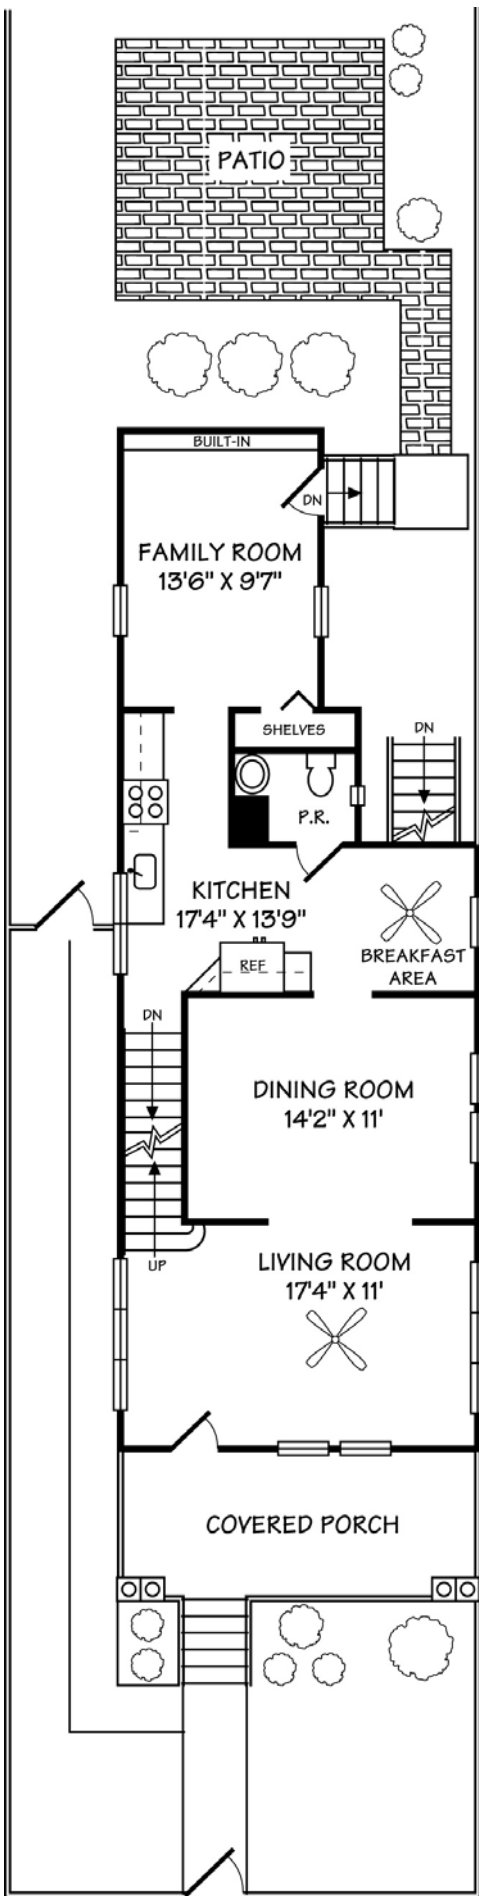 PATIO
BUILT-IN
DN
FAMILY ROOM
13'6" X 9'7"
SHELVES
DN
P.R.
KITCHEN
17'4" X 13'9"
BREAKFAST
AREA
REF
DN
DINING ROOM
14'2" X 11'
UP
LIVING ROOM
17'4" X 11'
COVERED PORCH